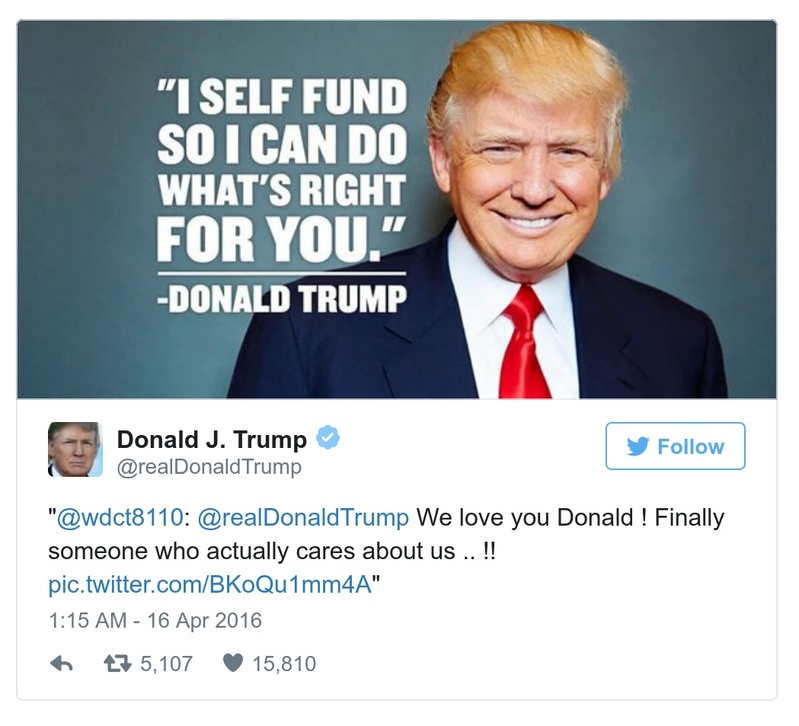 "I SELF FUND
SO I CAN DO
WHAT'S RIGHT
FOR YOU."
-DONALD TRUMP
Donald J. Trump
@realDonaldTrump
Follow
"@wdct8110: @realDonaldTrump We love you Donald ! Finally
someone who actually cares about us .. !!
pic.twitter.com/BKoQu1mm4A"
1:15 AM - 16 Apr 2016
5,107 15,810